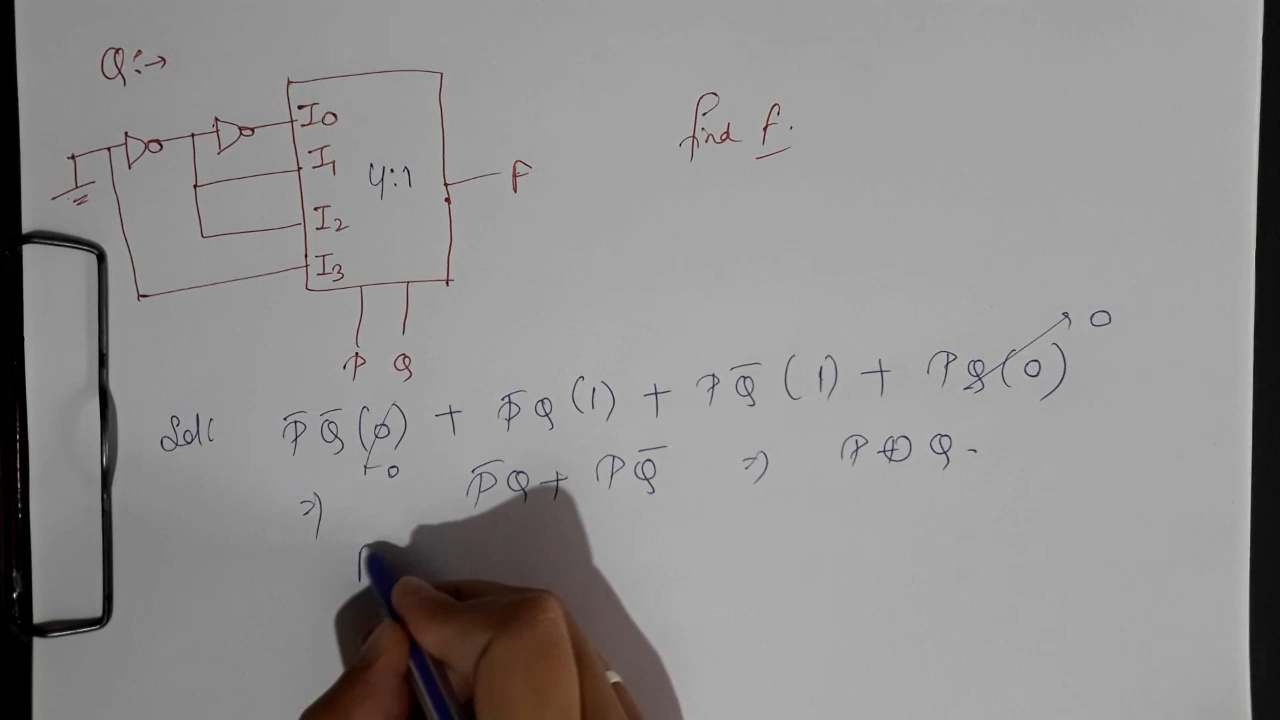 Q:→
find F.
I0
I1
4:1
F
I2
I3
P Q
Sol: P̅Q̅(0) + P̅Q(1) + PQ̅(1) + PQ(0) → 0
→ 0
⇒ P̅Q + PQ̅ ⇒ P⊕Q.